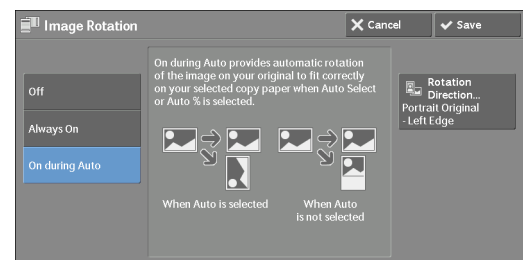 Image Rotation
Cancel
Save
Off
Always On
On during Auto
On during Auto provides automatic rotation
of the image on your original to fit correctly
on your selected copy paper when Auto Select
or Auto % is selected.
When Auto is selected
When Auto
is not selected
Rotation
Direction...
Portrait Original
- Left Edge